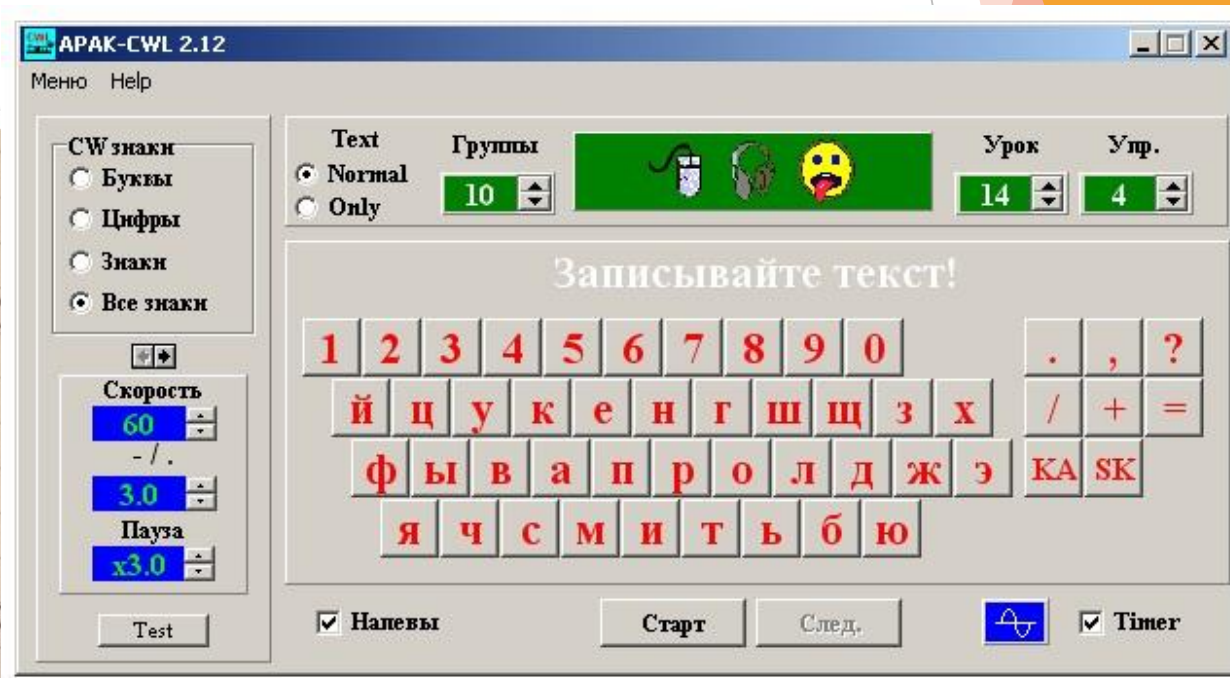 APAK-CWL 2.12
Меню Help
CW знаки
Буквы
Цифры
Знаки
Все знаки
Скорость
60
- / .
3.0
Пауза
x3.0
Test
Text
Normal
Only
Группы
10
Урок
14
Упр.
4
Записывайте текст!
1 2 3 4 5 6 7 8 9 0 . , ?
й ц у к е н г ш щ з х / + =
ф ы в а п р о л д ж э KA SK
я ч с м и т ь б ю
Напевы
Старт
След.
Timer